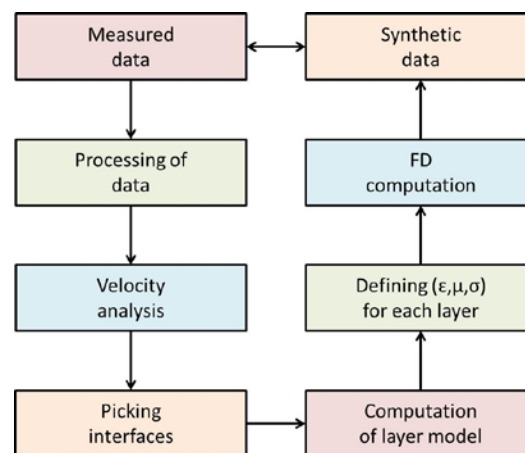 Measured
data
Synthetic
data
Processing of
data
FD
computation
Velocity
analysis
Defining (ε,μ,σ)
for each layer
Picking
interfaces
Computation
of layer model